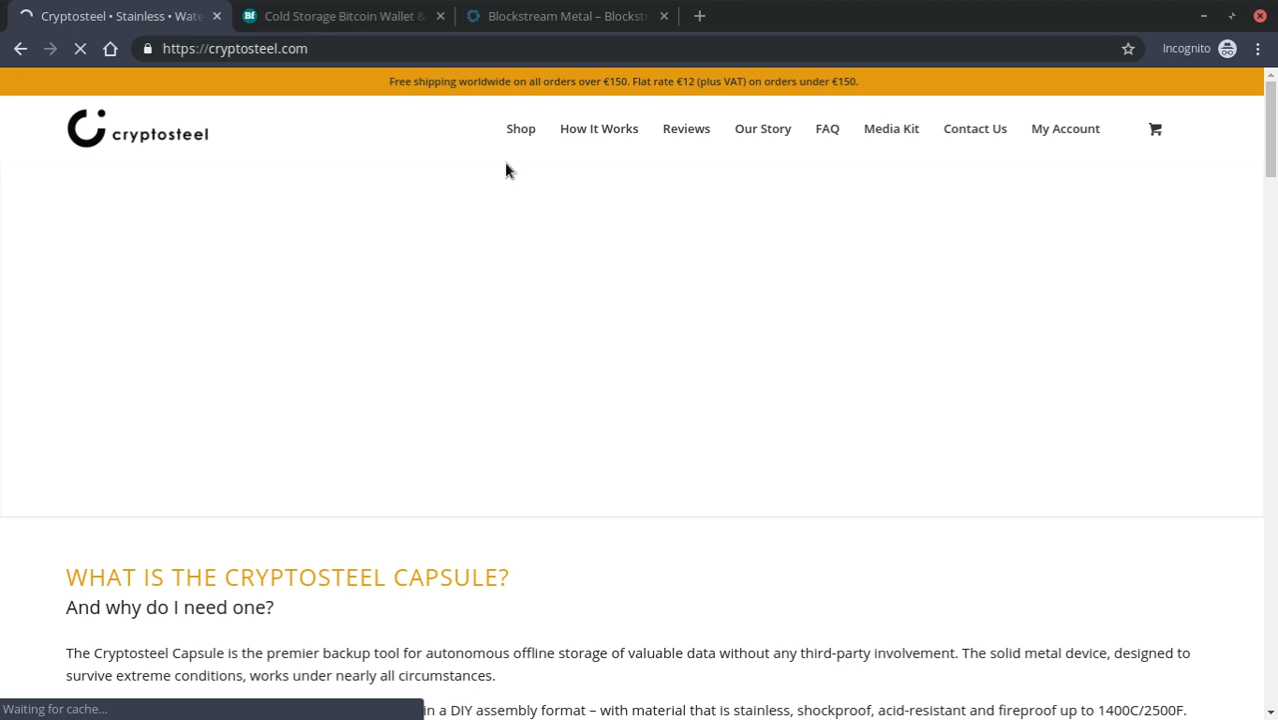 Cryptosteel • Stainless • Wate
Cold Storage Bitcoin Wallet &
Blockstream Metal – Blockstr
https://cryptosteel.com
Incognito
Free shipping worldwide on all orders over €150. Flat rate €12 (plus VAT) on orders under €150.
cryptosteel
Shop
How It Works
Reviews
Our Story
FAQ
Media Kit
Contact Us
My Account
WHAT IS THE CRYPTOSTEEL CAPSULE?
And why do I need one?
The Cryptosteel Capsule is the premier backup tool for autonomous offline storage of valuable data without any third-party involvement. The solid metal device, designed to
survive extreme conditions, works under nearly all circumstances.
Waiting for cache...
in a DIY assembly format – with material that is stainless, shockproof, acid-resistant and fireproof up to 1400C/2500F.